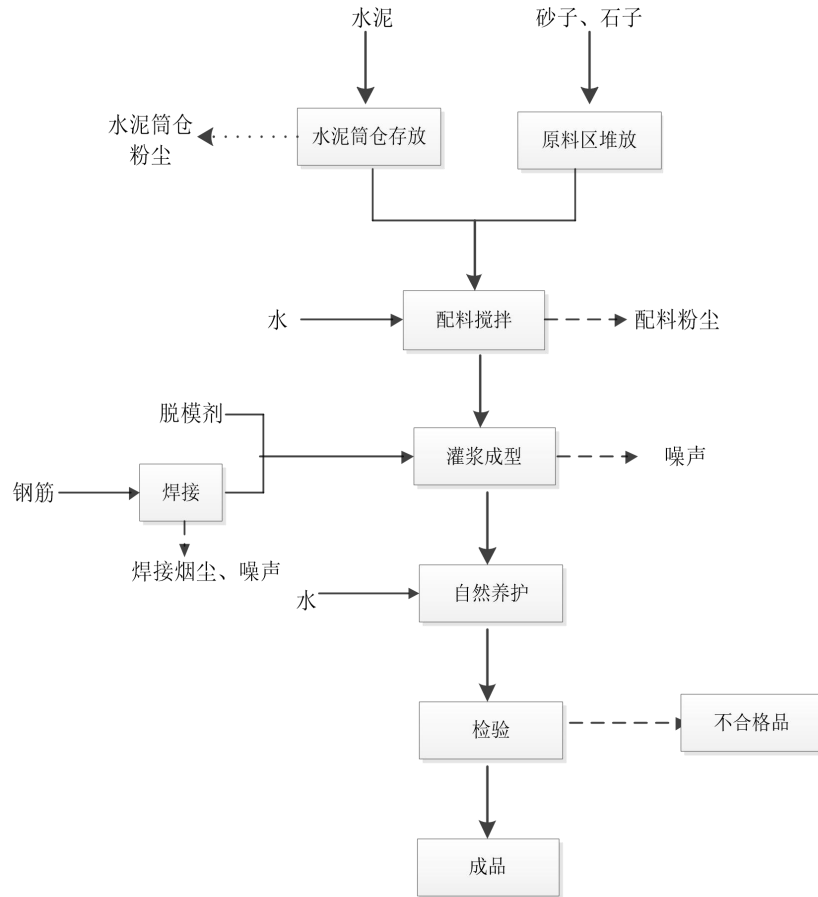 水泥
砂子、石子
水泥筒仓
粉尘
水泥筒仓存放
原料区堆放
水
配料搅拌
配料粉尘
脱模剂
灌浆成型
噪声
钢筋
焊接
焊接烟尘、噪声
水
自然养护
检验
不合格品
成品